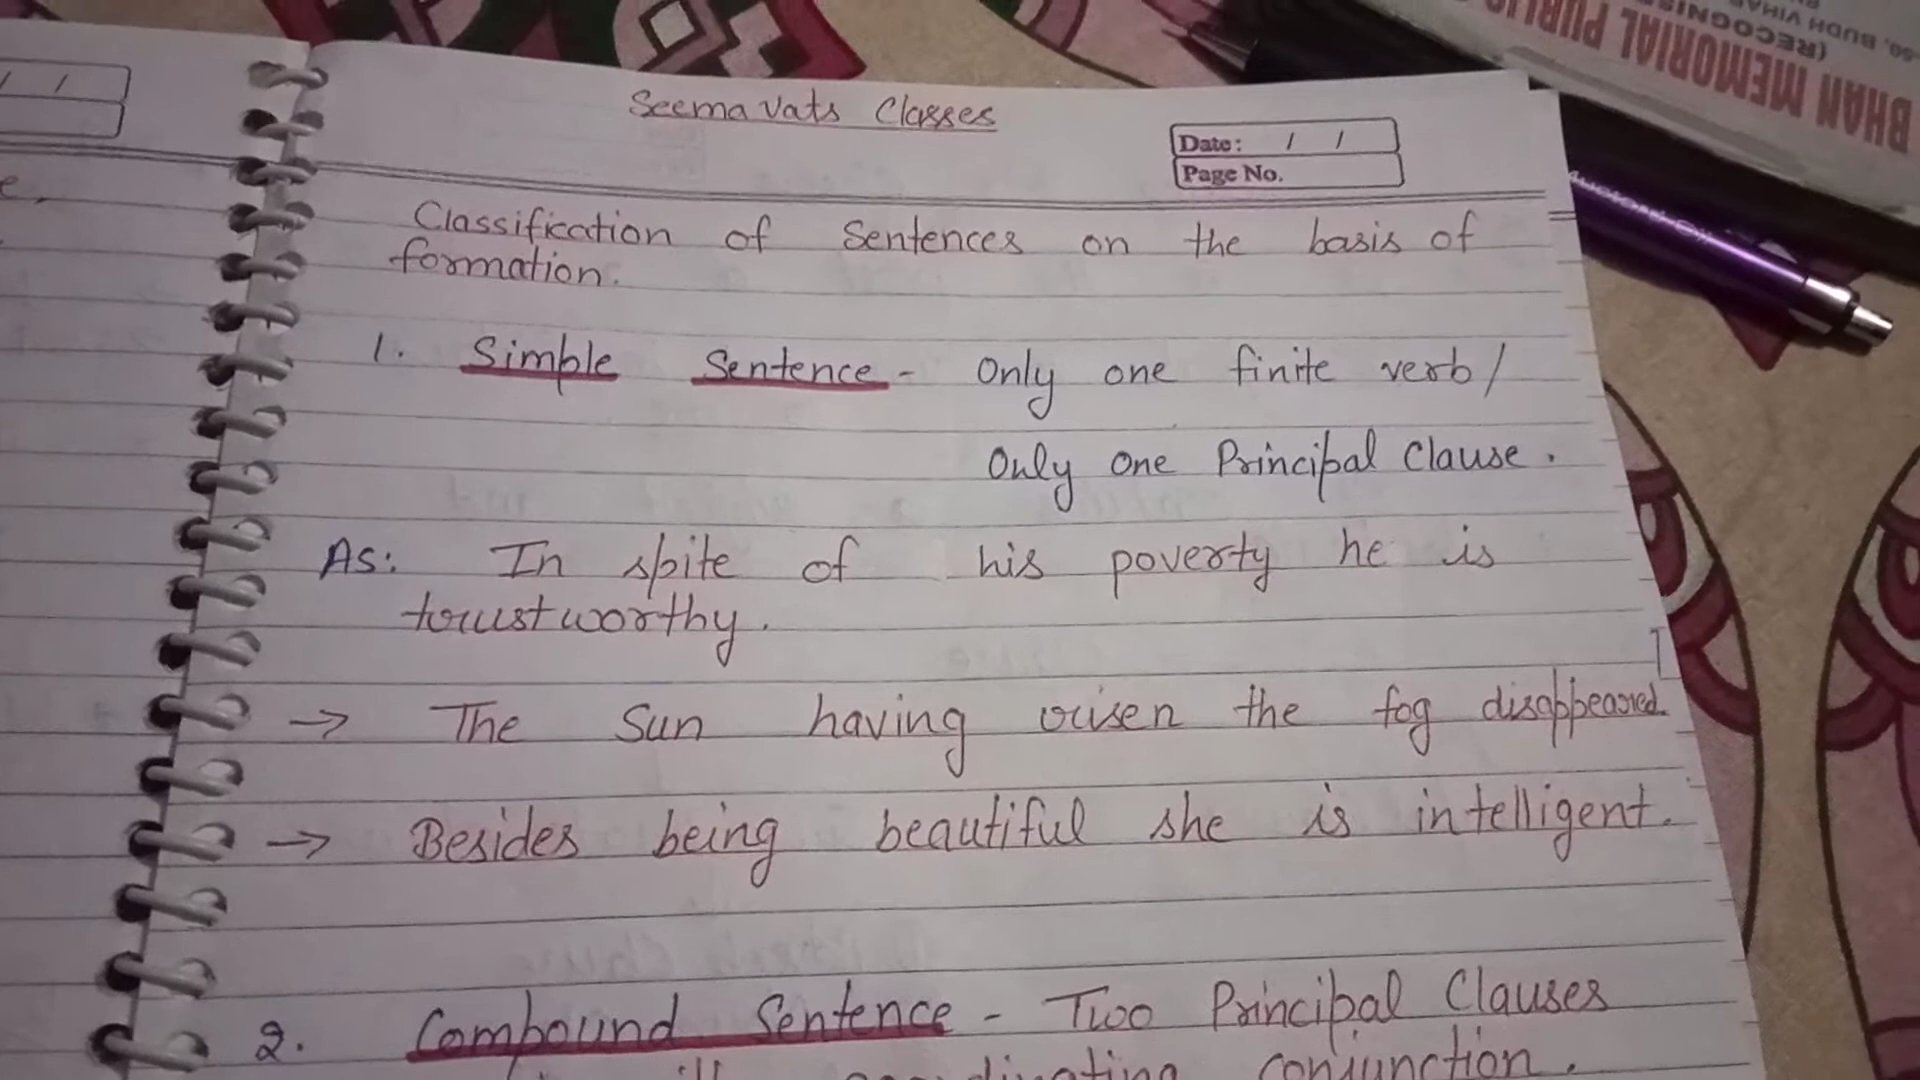 Seema Vats Classes
Date: / /
Page No.
Classification of Sentences on the basis of
formation.
1. Simple Sentence - Only one finite verb/
Only one Principal Clause.
As: In spite of his poverty he is
trustworthy.
→ The Sun having risen the fog disappeared.
→ Besides being beautiful she is intelligent.
2. Compound Sentence - Two Principal Clauses
conjunction.
BHAN MEMORIAL PUBLIC
(RECOGNIS
BUDH VIHAR